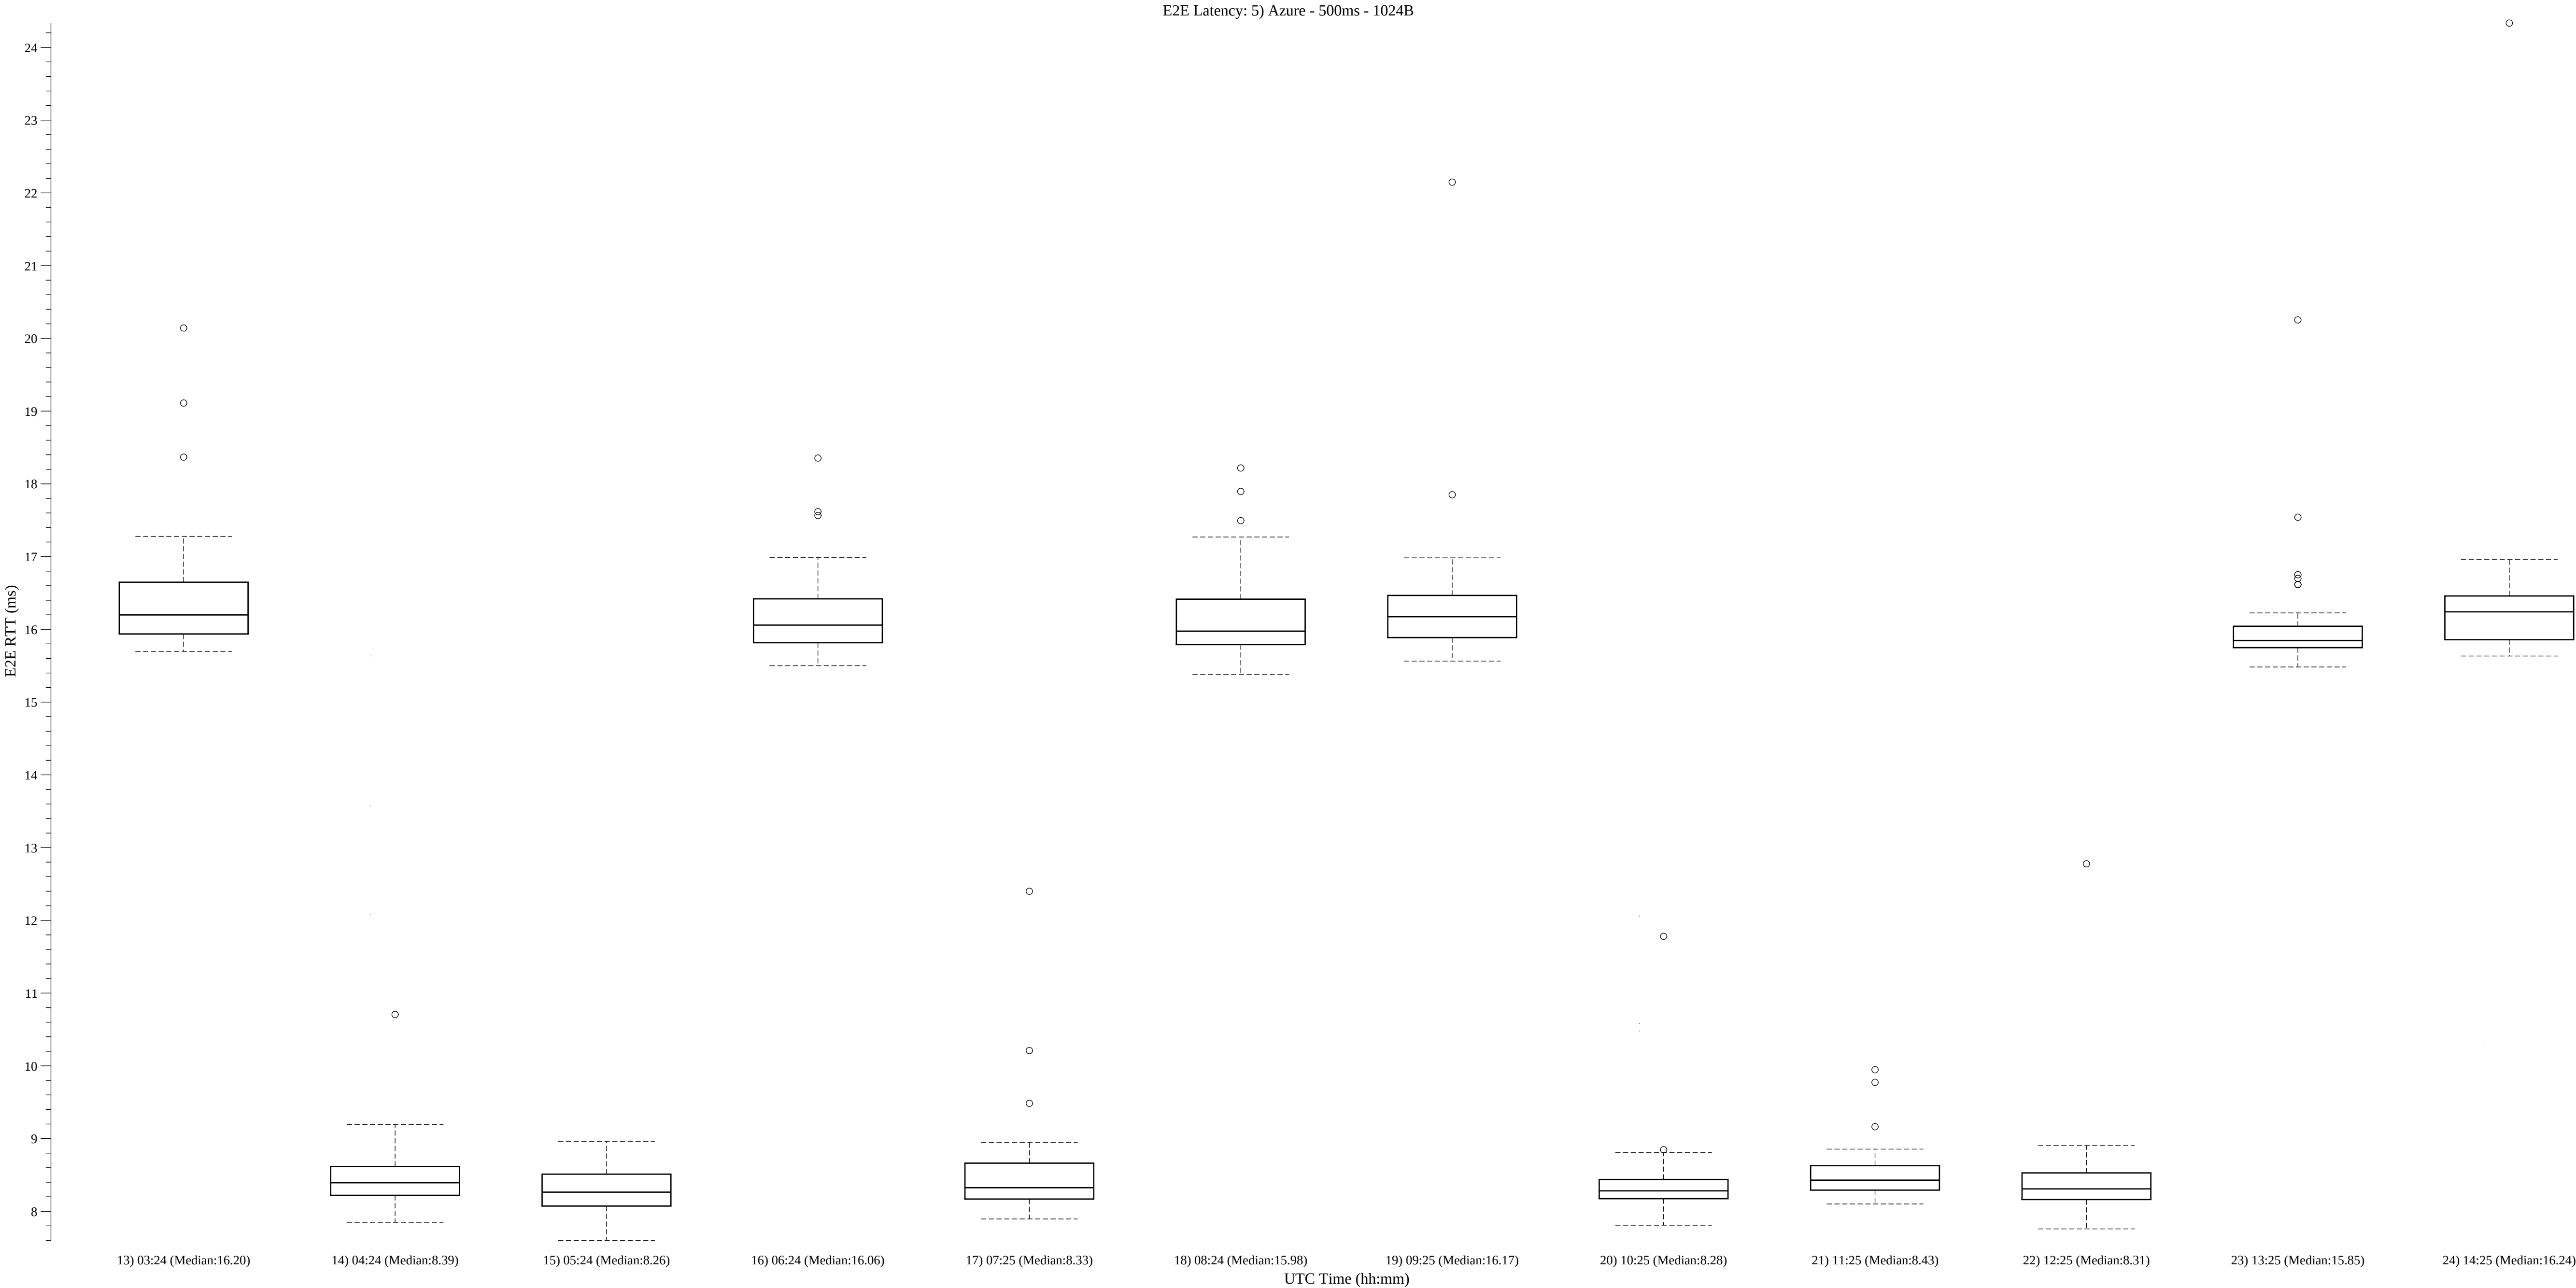 E2E Latency: 5) Azure - 500ms - 1024B
24
23
22
21
20
19
18
17
16
15
14
13
12
11
10
9
8
E2E RTT (ms)
13) 03:24 (Median:16.20)
14) 04:24 (Median:8.39)
15) 05:24 (Median:8.26)
16) 06:24 (Median:16.06)
17) 07:25 (Median:8.33)
18) 08:24 (Median:15.98)
19) 09:25 (Median:16.17)
20) 10:25 (Median:8.28)
21) 11:25 (Median:8.43)
22) 12:25 (Median:8.31)
23) 13:25 (Median:15.85)
24) 14:25 (Median:16.24)
UTC Time (hh:mm)